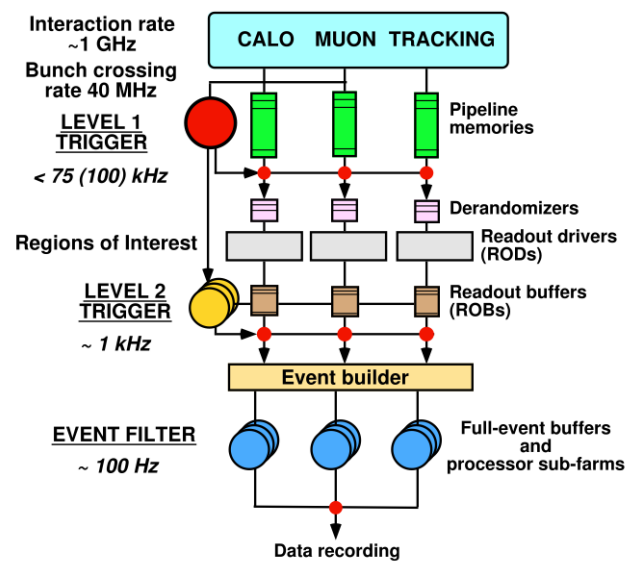 Interaction rate
~1 GHz
CALO MUON TRACKING
Bunch crossing
rate 40 MHz
LEVEL 1
TRIGGER
< 75 (100) kHz
Pipeline
memories
Derandomizers
Regions of Interest
Readout drivers
(RODs)
LEVEL 2
TRIGGER
~ 1 kHz
Readout buffers
(ROBs)
Event builder
EVENT FILTER
~ 100 Hz
Full-event buffers
and
processor sub-farms
Data recording